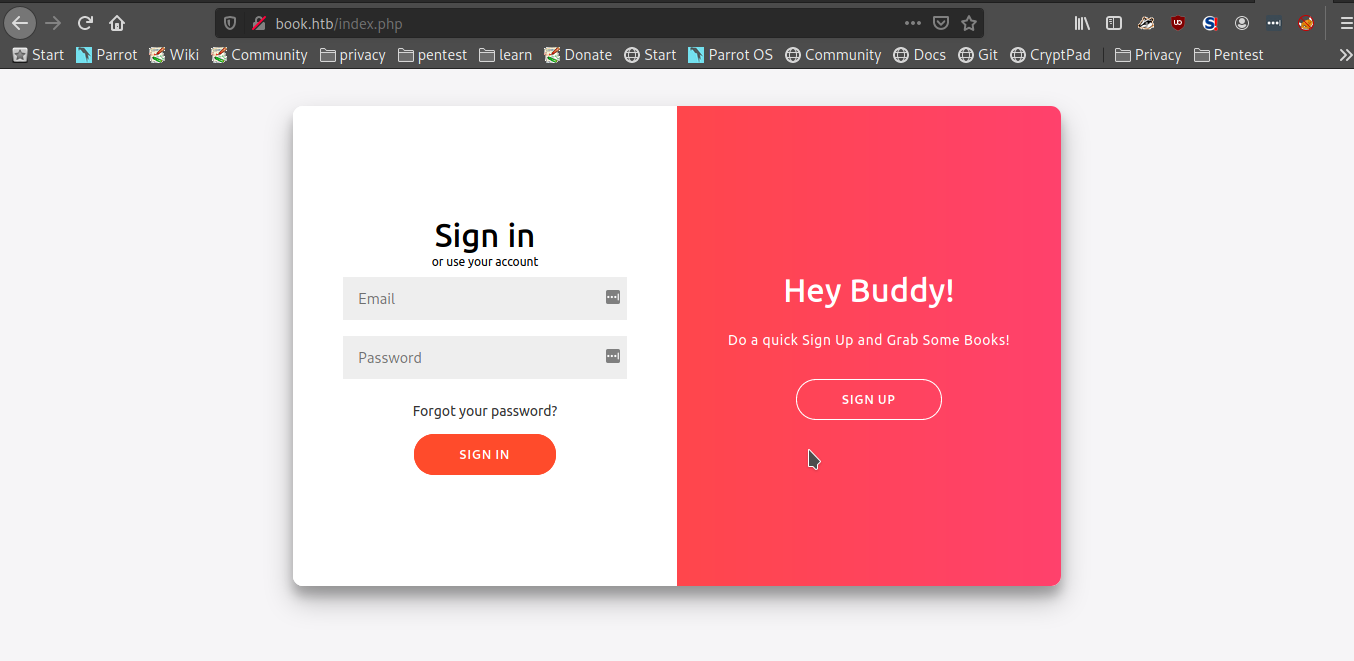 book.htb/index.php
Start Parrot Wiki Community privacy pentest learn Donate Start Parrot OS Community Docs Git CryptPad Privacy Pentest
Sign in
or use your account
Email
Password
Forgot your password?
SIGN IN
Hey Buddy!
Do a quick Sign Up and Grab Some Books!
SIGN UP